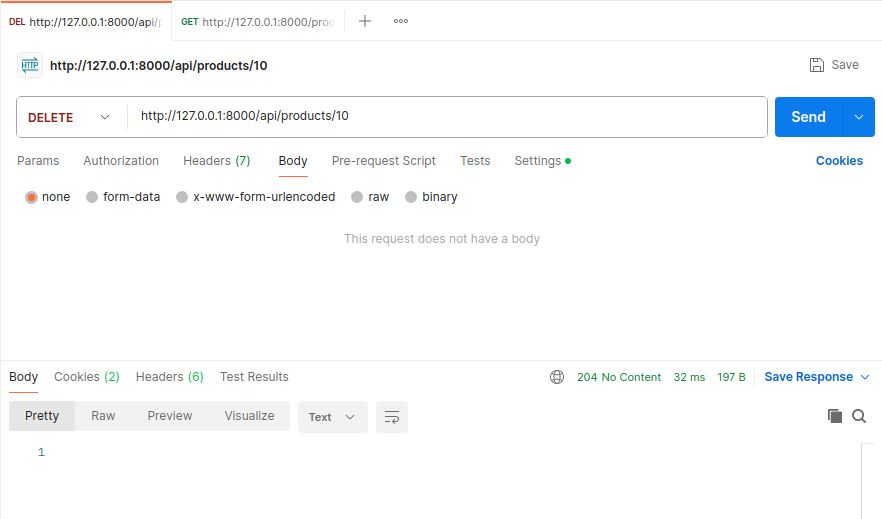 DEL http://127.0.0.1:8000/api/p GET http://127.0.0.1:8000/proc
HTTP http://127.0.0.1:8000/api/products/10 Save
DELETE http://127.0.0.1:8000/api/products/10 Send
Params Authorization Headers (7) Body Pre-request Script Tests Settings Cookies
none form-data x-www-form-urlencoded raw binary
This request does not have a body
Body Cookies (2) Headers (6) Test Results 204 No Content 32 ms 197 B Save Response
Pretty Raw Preview Visualize Text
1